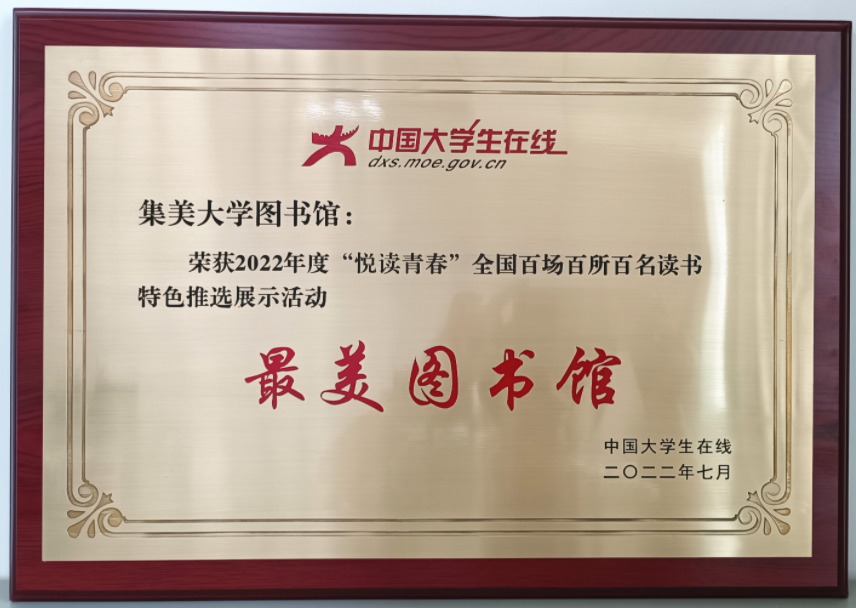 中国大学生在线
dxs.moe.gov.cn
集美大学图书馆：
荣获2022年度“悦读青春”全国百场百所百名读书
特色推选展示活动
最美图书馆
中国大学生在线
二〇二二年七月